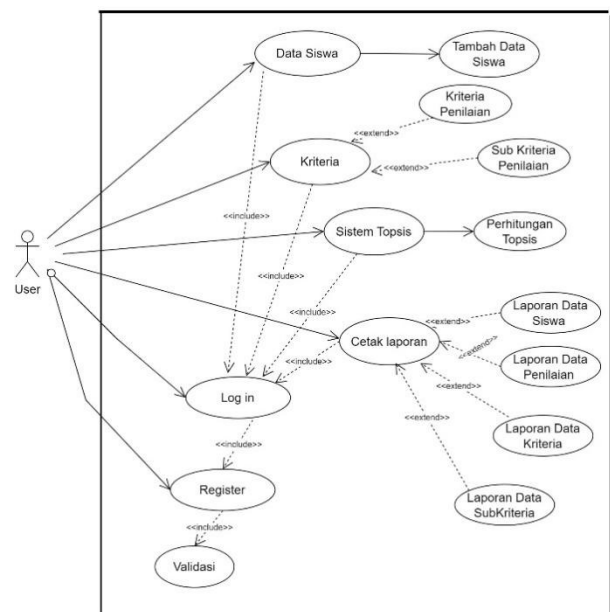 Data Siswa
Tambah Data
Siswa
Kriteria
Penilaian
<<extend>>
Kriteria
<<extend>>
Sub Kriteria
Penilaian
<<include>>
<<include>>
User
Sistem Topsis
Perhitungan
Topsis
<<include>>
Laporan Data
Siswa
<<extend>>
Cetak laporan
<<extend>>
<<include>>
Laporan Data
Penilaian
Log in
<<extend>>
<<extend>>
Laporan Data
Kriteria
<<include>>
Register
Laporan Data
SubKriteria
<<include>>
Validasi